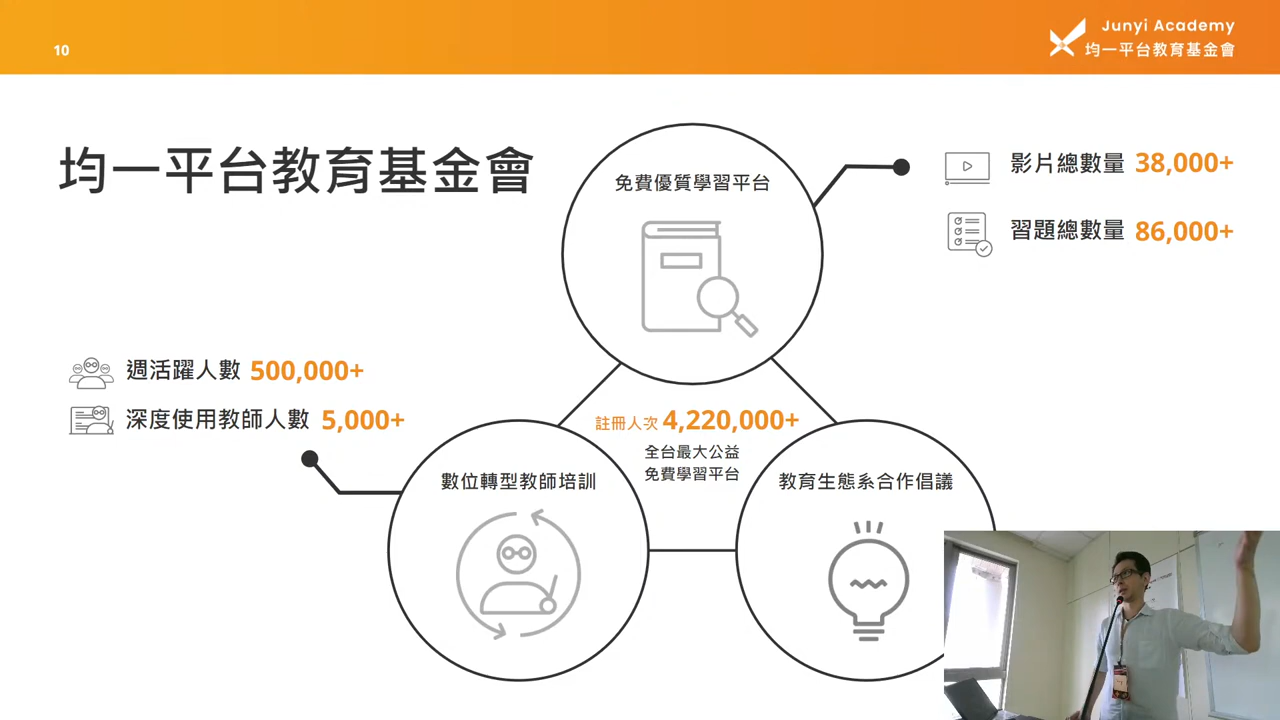 10
Junyi Academy
均一平台教育基金會
均一平台教育基金會
免費優質學習平台
影片總數量 38,000+
習題總數量 86,000+
週活躍人數 500,000+
深度使用教師人數 5,000+
註冊人次 4,220,000+
全台最大公益
免費學習平台
數位轉型教師培訓
教育生態系合作倡議